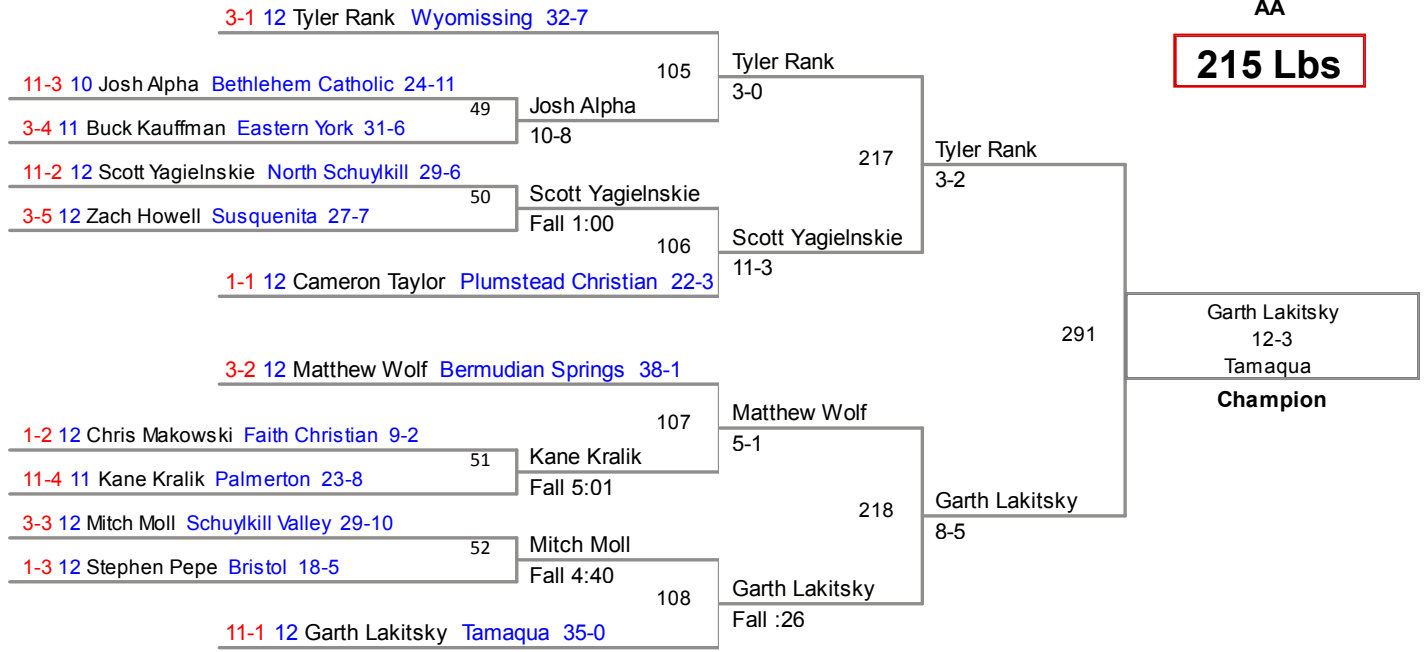 AA
215 Lbs
3-1 12 Tyler Rank Wyomissing 32-7
105
Tyler Rank
3-0
11-3 10 Josh Alpha Bethlehem Catholic 24-11
49
Josh Alpha
10-8
3-4 11 Buck Kauffman Eastern York 31-6
217
Tyler Rank
3-2
11-2 12 Scott Yagielnskie North Schuylkill 29-6
50
Scott Yagielnskie
Fall 1:00
3-5 12 Zach Howell Susquenita 27-7
106
Scott Yagielnskie
11-3
1-1 12 Cameron Taylor Plumstead Christian 22-3
291
Garth Lakitsky
12-3
Tamaqua
Champion
3-2 12 Matthew Wolf Bermudian Springs 38-1
107
Matthew Wolf
5-1
1-2 12 Chris Makowski Faith Christian 9-2
51
Kane Kralik
Fall 5:01
11-4 11 Kane Kralik Palmerton 23-8
218
Garth Lakitsky
8-5
3-3 12 Mitch Moll Schuylkill Valley 29-10
52
Mitch Moll
Fall 4:40
1-3 12 Stephen Pepe Bristol 18-5
108
Garth Lakitsky
Fall :26
11-1 12 Garth Lakitsky Tamaqua 35-0